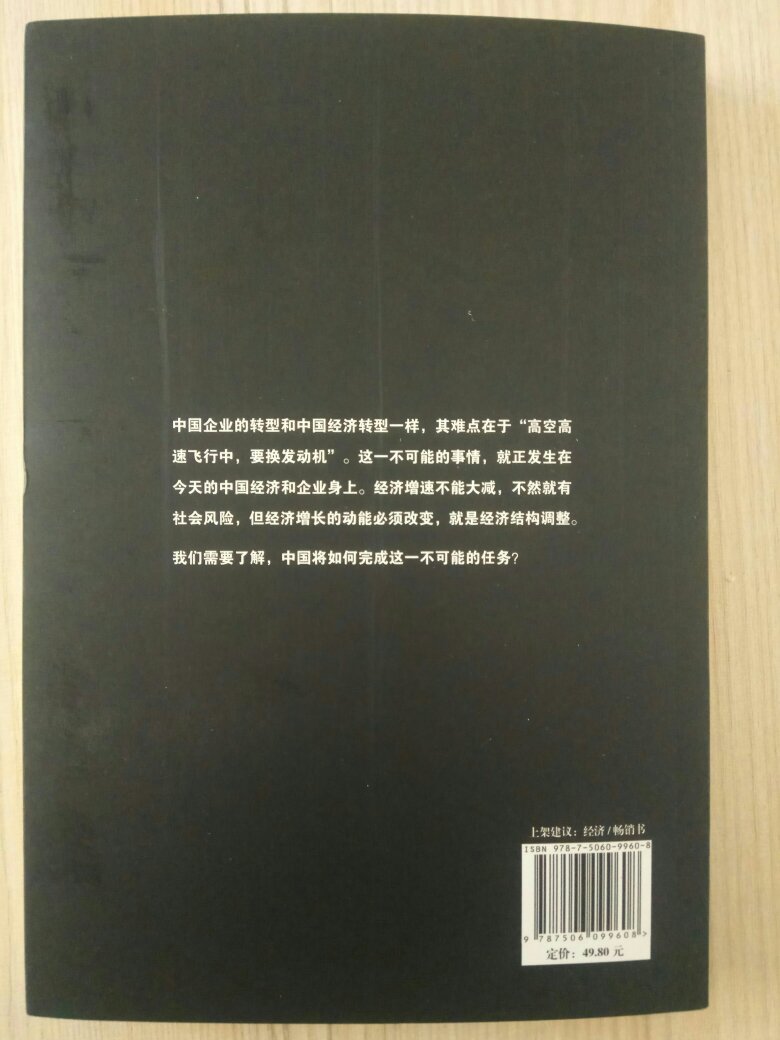 中国企业的转型和中国经济转型一样，其难点在于“高空高
速飞行中，要换发动机”。这一不可能的事情，就正发生在
今天的中国经济和企业身上。经济增速不能大减，不然就有
社会风险，但经济增长的动能必须改变，就是经济结构调整。
我们需要了解，中国将如何完成这一不可能的任务？
上架建议：经济/畅销书
ISBN 978-7-5060-9960-8
9 787506 099608 >
定价：49.80 元